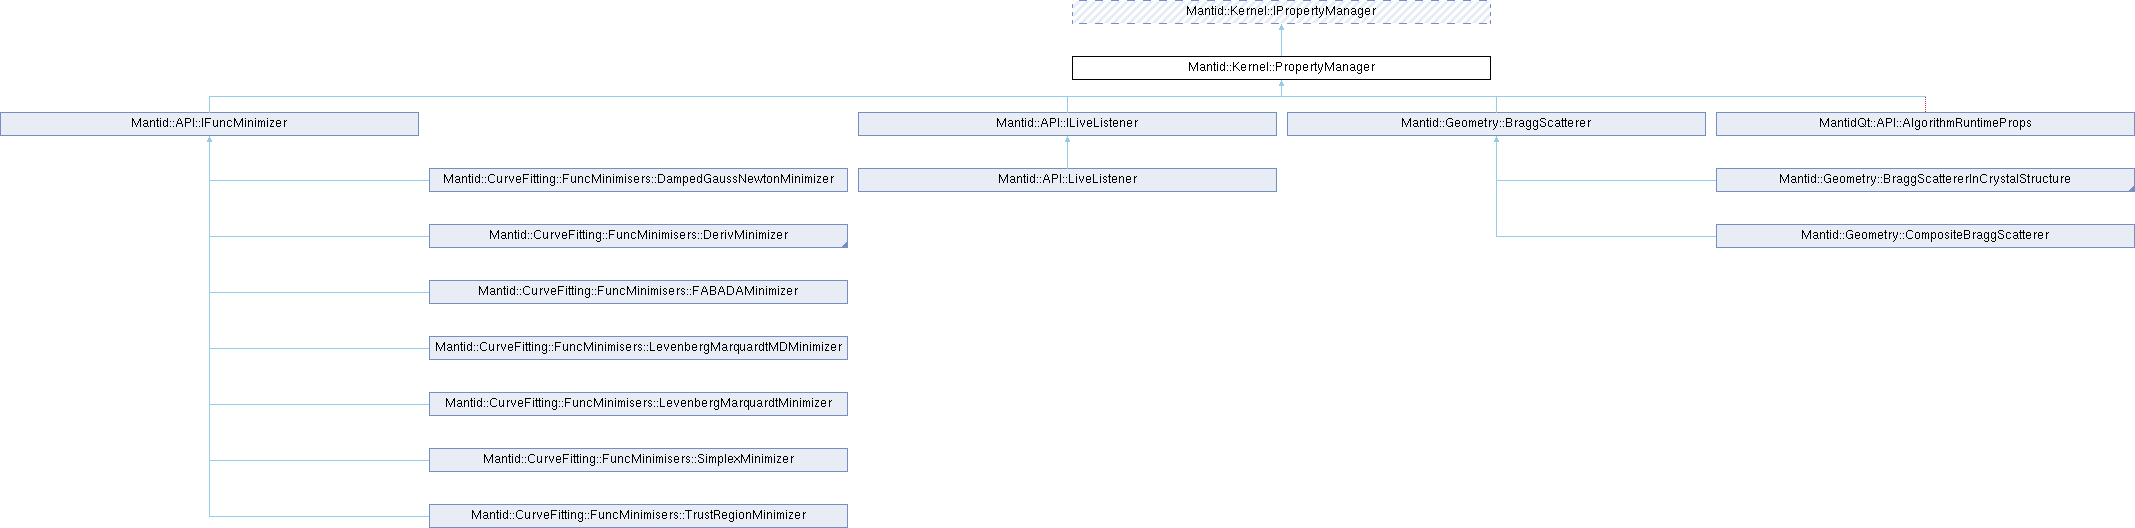 Mantid::Kernel::IPropertyManager
Mantid::Kernel::PropertyManager
Mantid::API::IFuncMinimizer
Mantid::API::ILiveListener
Mantid::Geometry::BraggScatterer
MantidQt::API::AlgorithmRuntimeProps
Mantid::CurveFitting::FuncMinimisers::DampedGaussNewtonMinimizer
Mantid::API::LiveListener
Mantid::Geometry::BraggScattererInCrystalStructure
Mantid::CurveFitting::FuncMinimisers::DerivMinimizer
Mantid::Geometry::CompositeBraggScatterer
Mantid::CurveFitting::FuncMinimisers::FABADAMinimizer
Mantid::CurveFitting::FuncMinimisers::LevenbergMarquardtMDMinimizer
Mantid::CurveFitting::FuncMinimisers::LevenbergMarquardtMinimizer
Mantid::CurveFitting::FuncMinimisers::SimplexMinimizer
Mantid::CurveFitting::FuncMinimisers::TrustRegionMinimizer